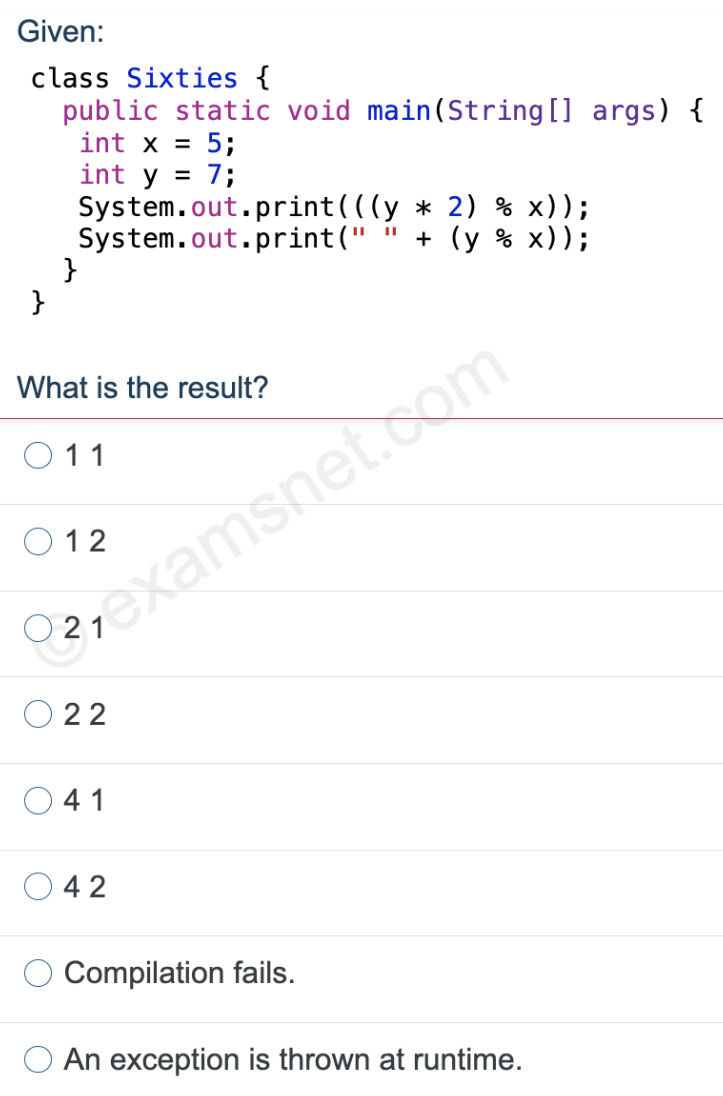 Given:
class Sixties {
public static void main(String[] args) {
int x = 5;
int y = 7;
System.out.print(((y * 2) % x));
System.out.print(" " + (y % x));
}
}
What is the result?
1 1
1 2
2 1
2 2
4 1
4 2
Compilation fails.
An exception is thrown at runtime.
© examsnet.com